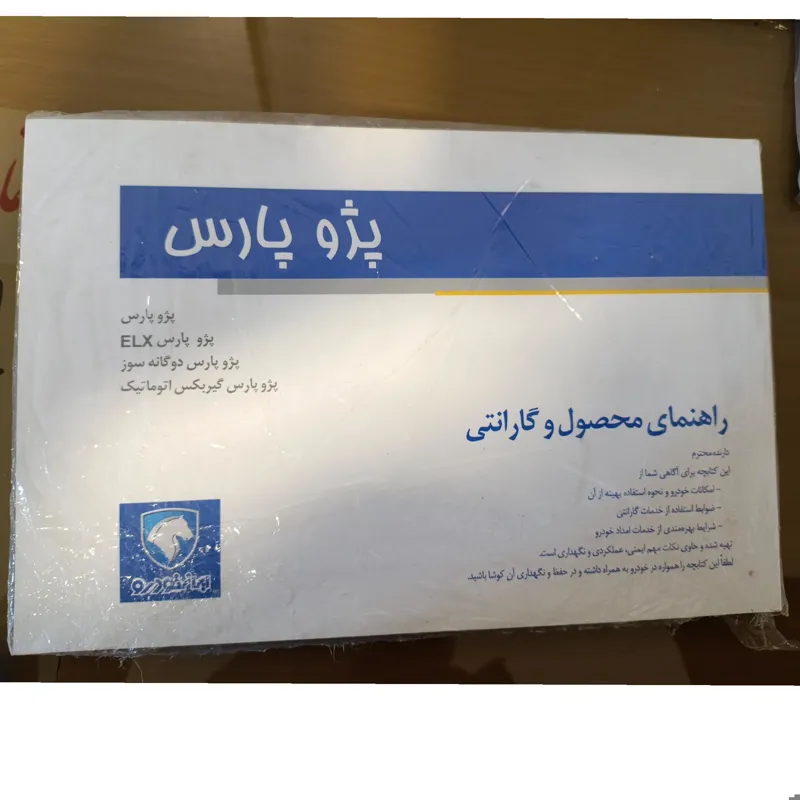 پژو پارس
پژو پارس
پژو پارس ELX
پژو پارس دوگانه سوز
پژو پارس گیربکس اتوماتیک
راهنمای محصول و گارانتی
دارنده محترم
این کتابچه برای آگاهی شما از
- امکانات خودرو و نحوه استفاده بهینه از آن
- ضوابط استفاده از خدمات گارانتی
- شرایط بهره‌مندی از خدمات امداد خودرو
تهیه شده و حاوی نکات مهم ایمنی، عملکردی و نگهداری است.
لطفاً این کتابچه را همواره در خودرو به همراه داشته و در حفظ و نگهداری آن کوشا باشید.
ایران‌خودرو